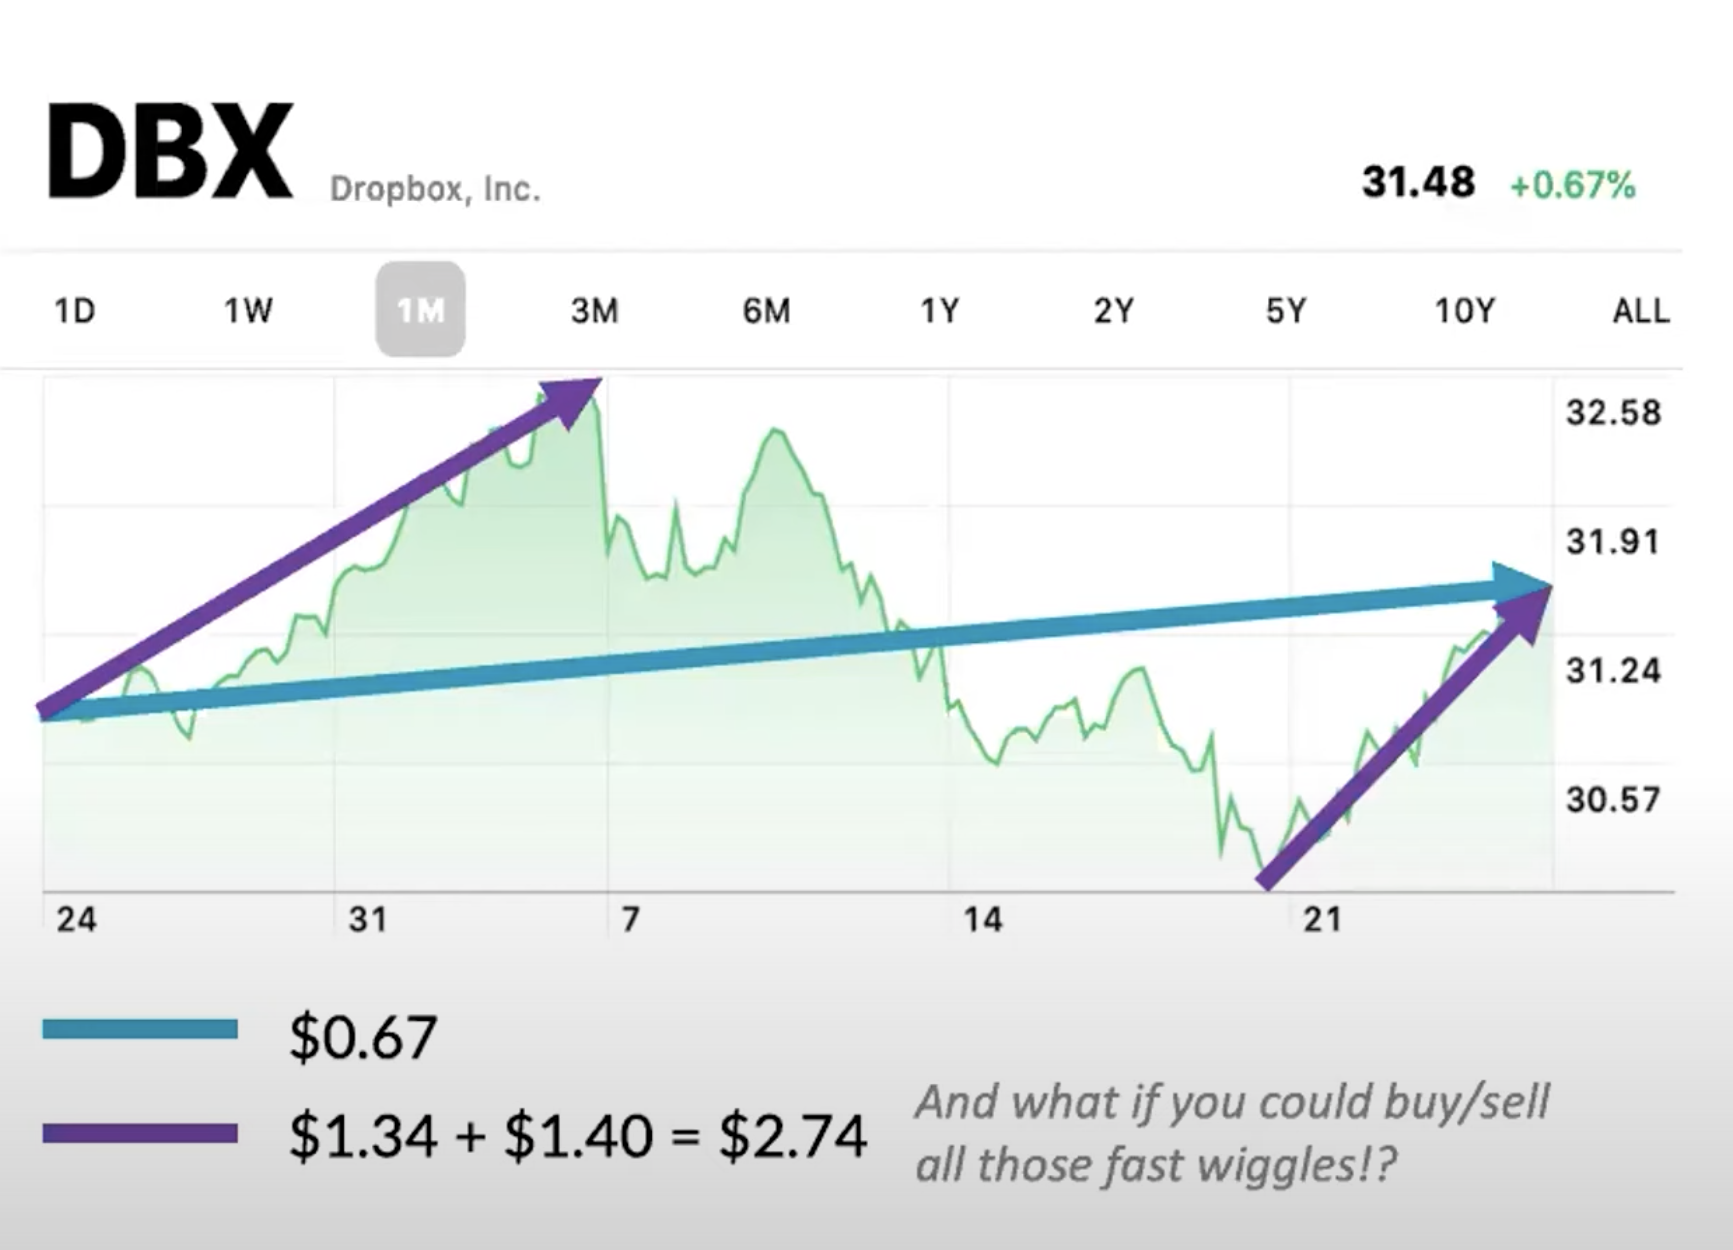 DBX Dropbox, Inc. 31.48 +0.67%
1D 1W 1M 3M 6M 1Y 2Y 5Y 10Y ALL
32.58
31.91
31.24
30.57
24 31 7 14 21
$0.67
$1.34 + $1.40 = $2.74
And what if you could buy/sell
all those fast wiggles!?